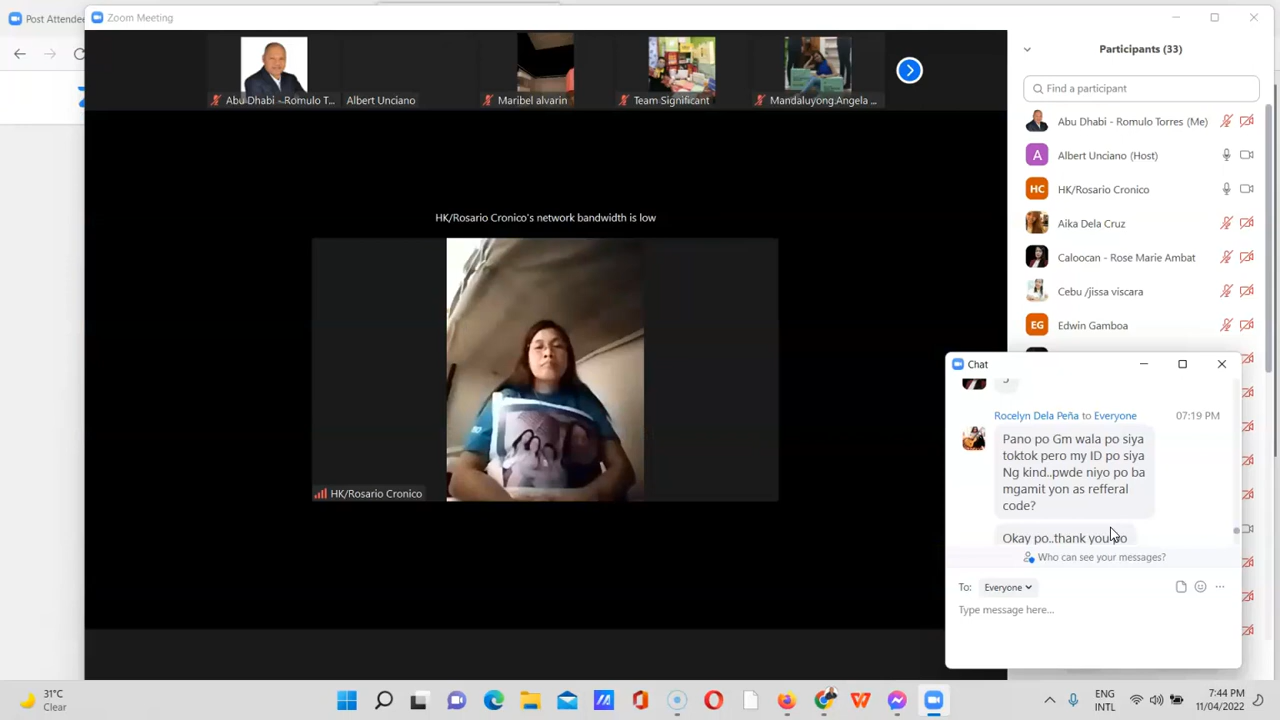 Post Attendee
Zoom Meeting
Abu Dhabi - Romulo T...
Albert Unciano
Maribel alvarin
Team Significant
Mandaluyong.Angela ...
HK/Rosario Cronico's network bandwidth is low
HK/Rosario Cronico
Participants (33)
Find a participant
Abu Dhabi - Romulo Torres (Me)
A
Albert Unciano (Host)
HC
HK/Rosario Cronico
Aika Dela Cruz
Caloocan - Rose Marie Ambat
Cebu /jissa viscara
EG
Edwin Gamboa
Chat
Rocelyn Dela Peña to Everyone
07:19 PM
Pano po Gm wala po siya
toktok pero my ID po siya
Ng kind..pwde niyo po ba
mgamit yon as refferal
code?
Okay po..thank you
Who can see your messages?
To:
Everyone
Type message here...
31°C
Clear
ENG
INTL
7:44 PM
11/04/2022